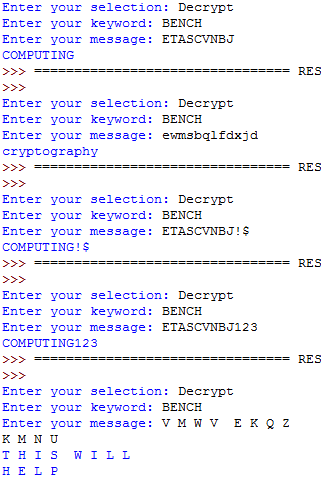 Enter your selection: Decrypt
Enter your keyword: BENCH
Enter your message: ETASCVNBJ
COMPUTING
>>> ================================ RES
>>>
Enter your selection: Decrypt
Enter your keyword: BENCH
Enter your message: ewmsbqlfdxjd
cryptography
>>> ================================ RES
>>>
Enter your selection: Decrypt
Enter your keyword: BENCH
Enter your message: ETASCVNBJ!$
COMPUTING!$
>>> ================================ RES
>>>
Enter your selection: Decrypt
Enter your keyword: BENCH
Enter your message: ETASCVNBJ123
COMPUTING123
>>> ================================ RES
>>>
Enter your selection: Decrypt
Enter your keyword: BENCH
Enter your message: V M W V  E K Q Z
K M N U
T H I S  W I L L
H E L P